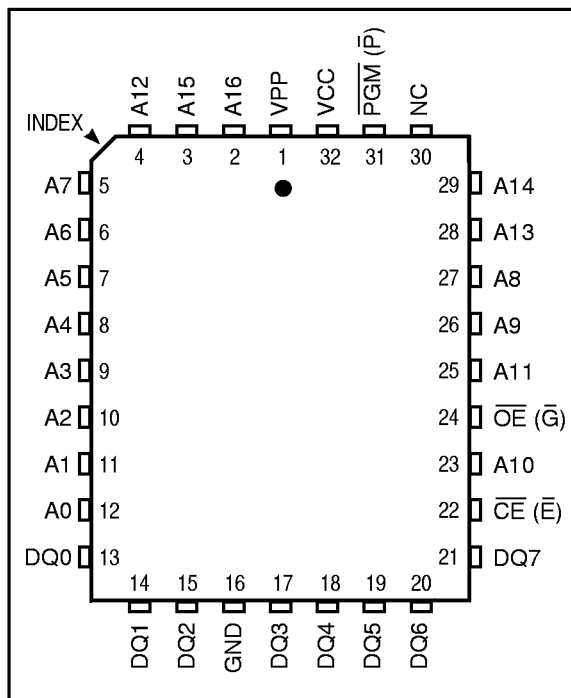 A12 A15 A16 VPP VCC P̅G̅M̅ (P̅) NC
INDEX
4 3 2 1 32 31 30
A7 5 29 A14
A6 6 28 A13
A5 7 27 A8
A4 8 26 A9
A3 9 25 A11
A2 10 24 O̅E̅ (G̅)
A1 11 23 A10
A0 12 22 C̅E̅ (E̅)
DQ0 13 21 DQ7
14 15 16 17 18 19 20
DQ1 DQ2 GND DQ3 DQ4 DQ5 DQ6